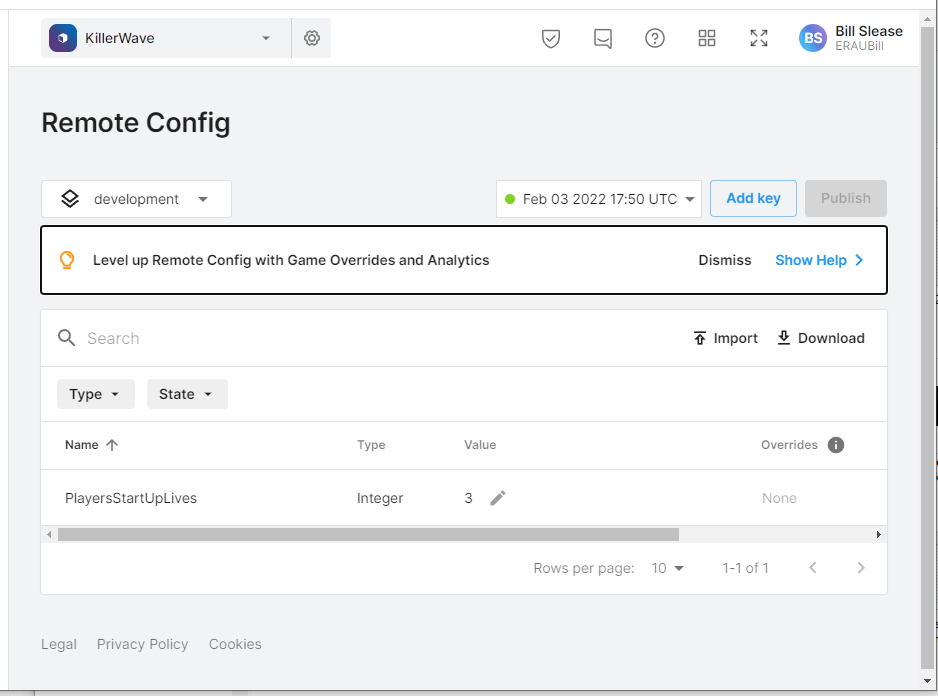 KillerWave
BS
Bill Slease
ERAUBill
Remote Config
development
Feb 03 2022 17:50 UTC
Add key
Publish
Level up Remote Config with Game Overrides and Analytics
Dismiss
Show Help
Search
Import
Download
Type
State
Name
Type
Value
Overrides
PlayersStartUpLives
Integer
3
None
Rows per page:
10
1-1 of 1
Legal
Privacy Policy
Cookies